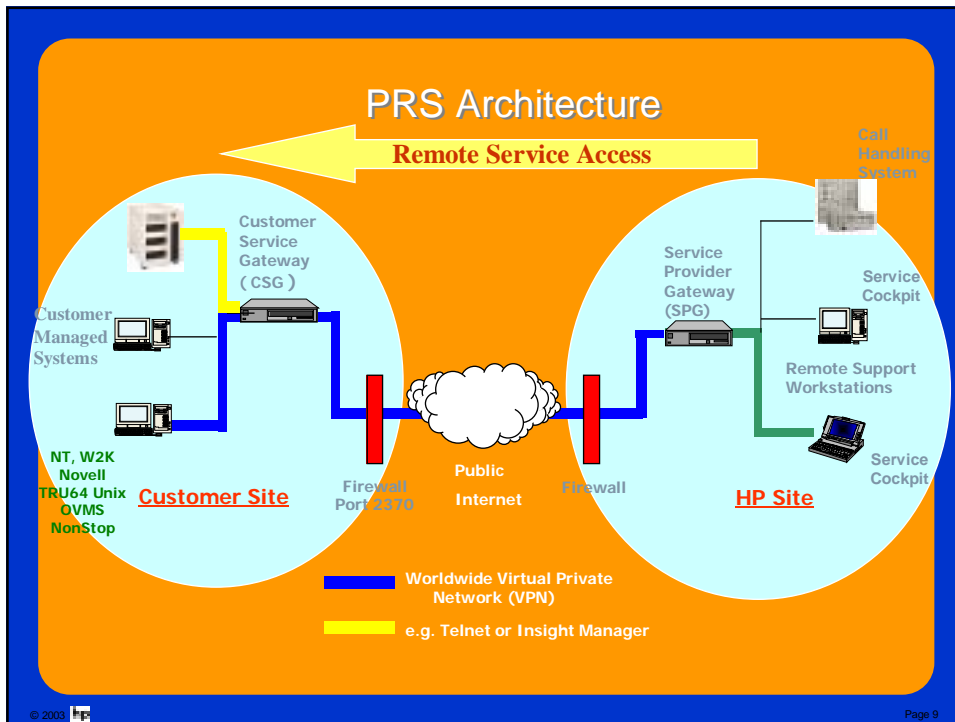 PRS Architecture
Remote Service Access
Call
Handling
System
Customer
Service
Gateway
( CSG )
Service
Provider
Gateway
(SPG)
Service
Cockpit
Customer
Managed
Systems
Remote Support
Workstations
NT, W2K
Novell
TRU64 Unix
OVMS
NonStop
Customer Site
Firewall
Port 2370
Public
Internet
Firewall
HP Site
Service
Cockpit
Worldwide Virtual Private
Network (VPN)
e.g. Telnet or Insight Manager
© 2003 hp
Page 9